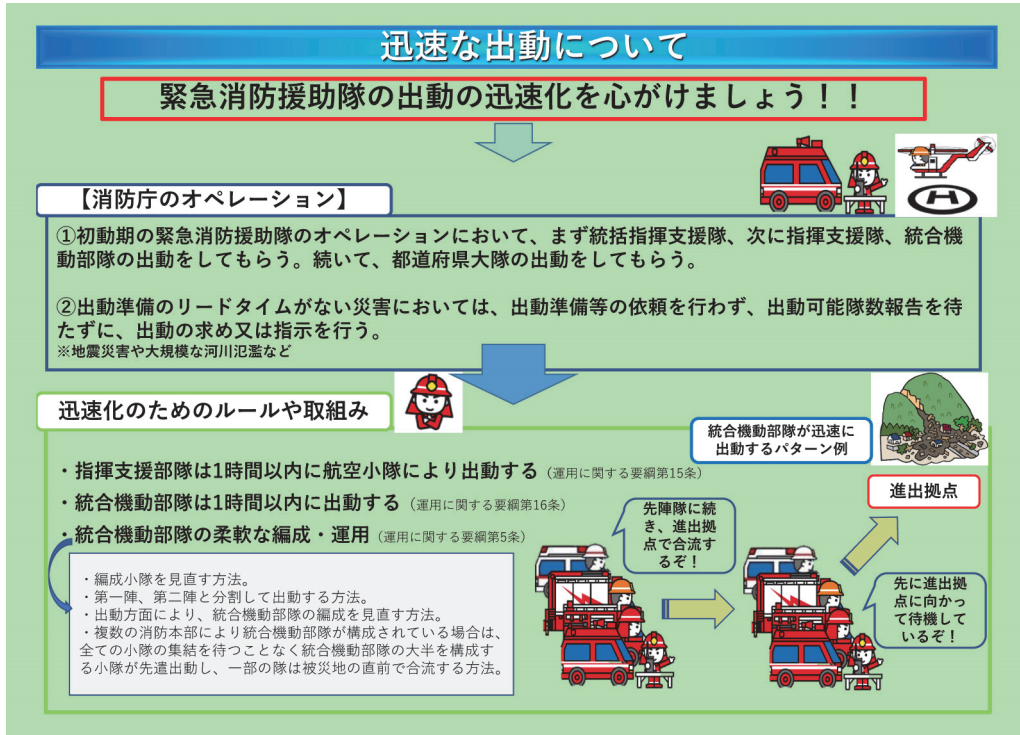 迅速な出動について
緊急消防援助隊の出動の迅速化を心がけましょう！！
【消防庁のオペレーション】
①初動期の緊急消防援助隊のオペレーションにおいて、まず統括指揮支援隊、次に指揮支援隊、統合機
動部隊の出動をしてもらう。続いて、都道府県大隊の出動をしてもらう。
②出動準備のリードタイムがない災害においては、出動準備等の依頼を行わず、出動可能隊数報告を待
たずに、出動の求め又は指示を行う。
※地震災害や大規模な河川氾濫など
迅速化のためのルールや取組み
・指揮支援部隊は1時間以内に航空小隊により出動する（運用に関する要綱第15条）
・統合機動部隊は1時間以内に出動する（運用に関する要綱第16条）
・統合機動部隊の柔軟な編成・運用（運用に関する要綱第5条）
・編成小隊を見直す方法。
・第一陣、第二陣と分割して出動する方法。
・出動方面により、統合機動部隊の編成を見直す方法。
・複数の消防本部により統合機動部隊が構成されている場合は、
全ての小隊の集結を待つことなく統合機動部隊の大半を構成す
る小隊が先遣出動し、一部の隊は被災地の直前で合流する方法。
統合機動部隊が迅速に
出動するパターン例
進出拠点
先陣隊に続
き、進出拠
点で合流す
るぞ！
先に進出拠
点に向かっ
て待機して
いるぞ！
H